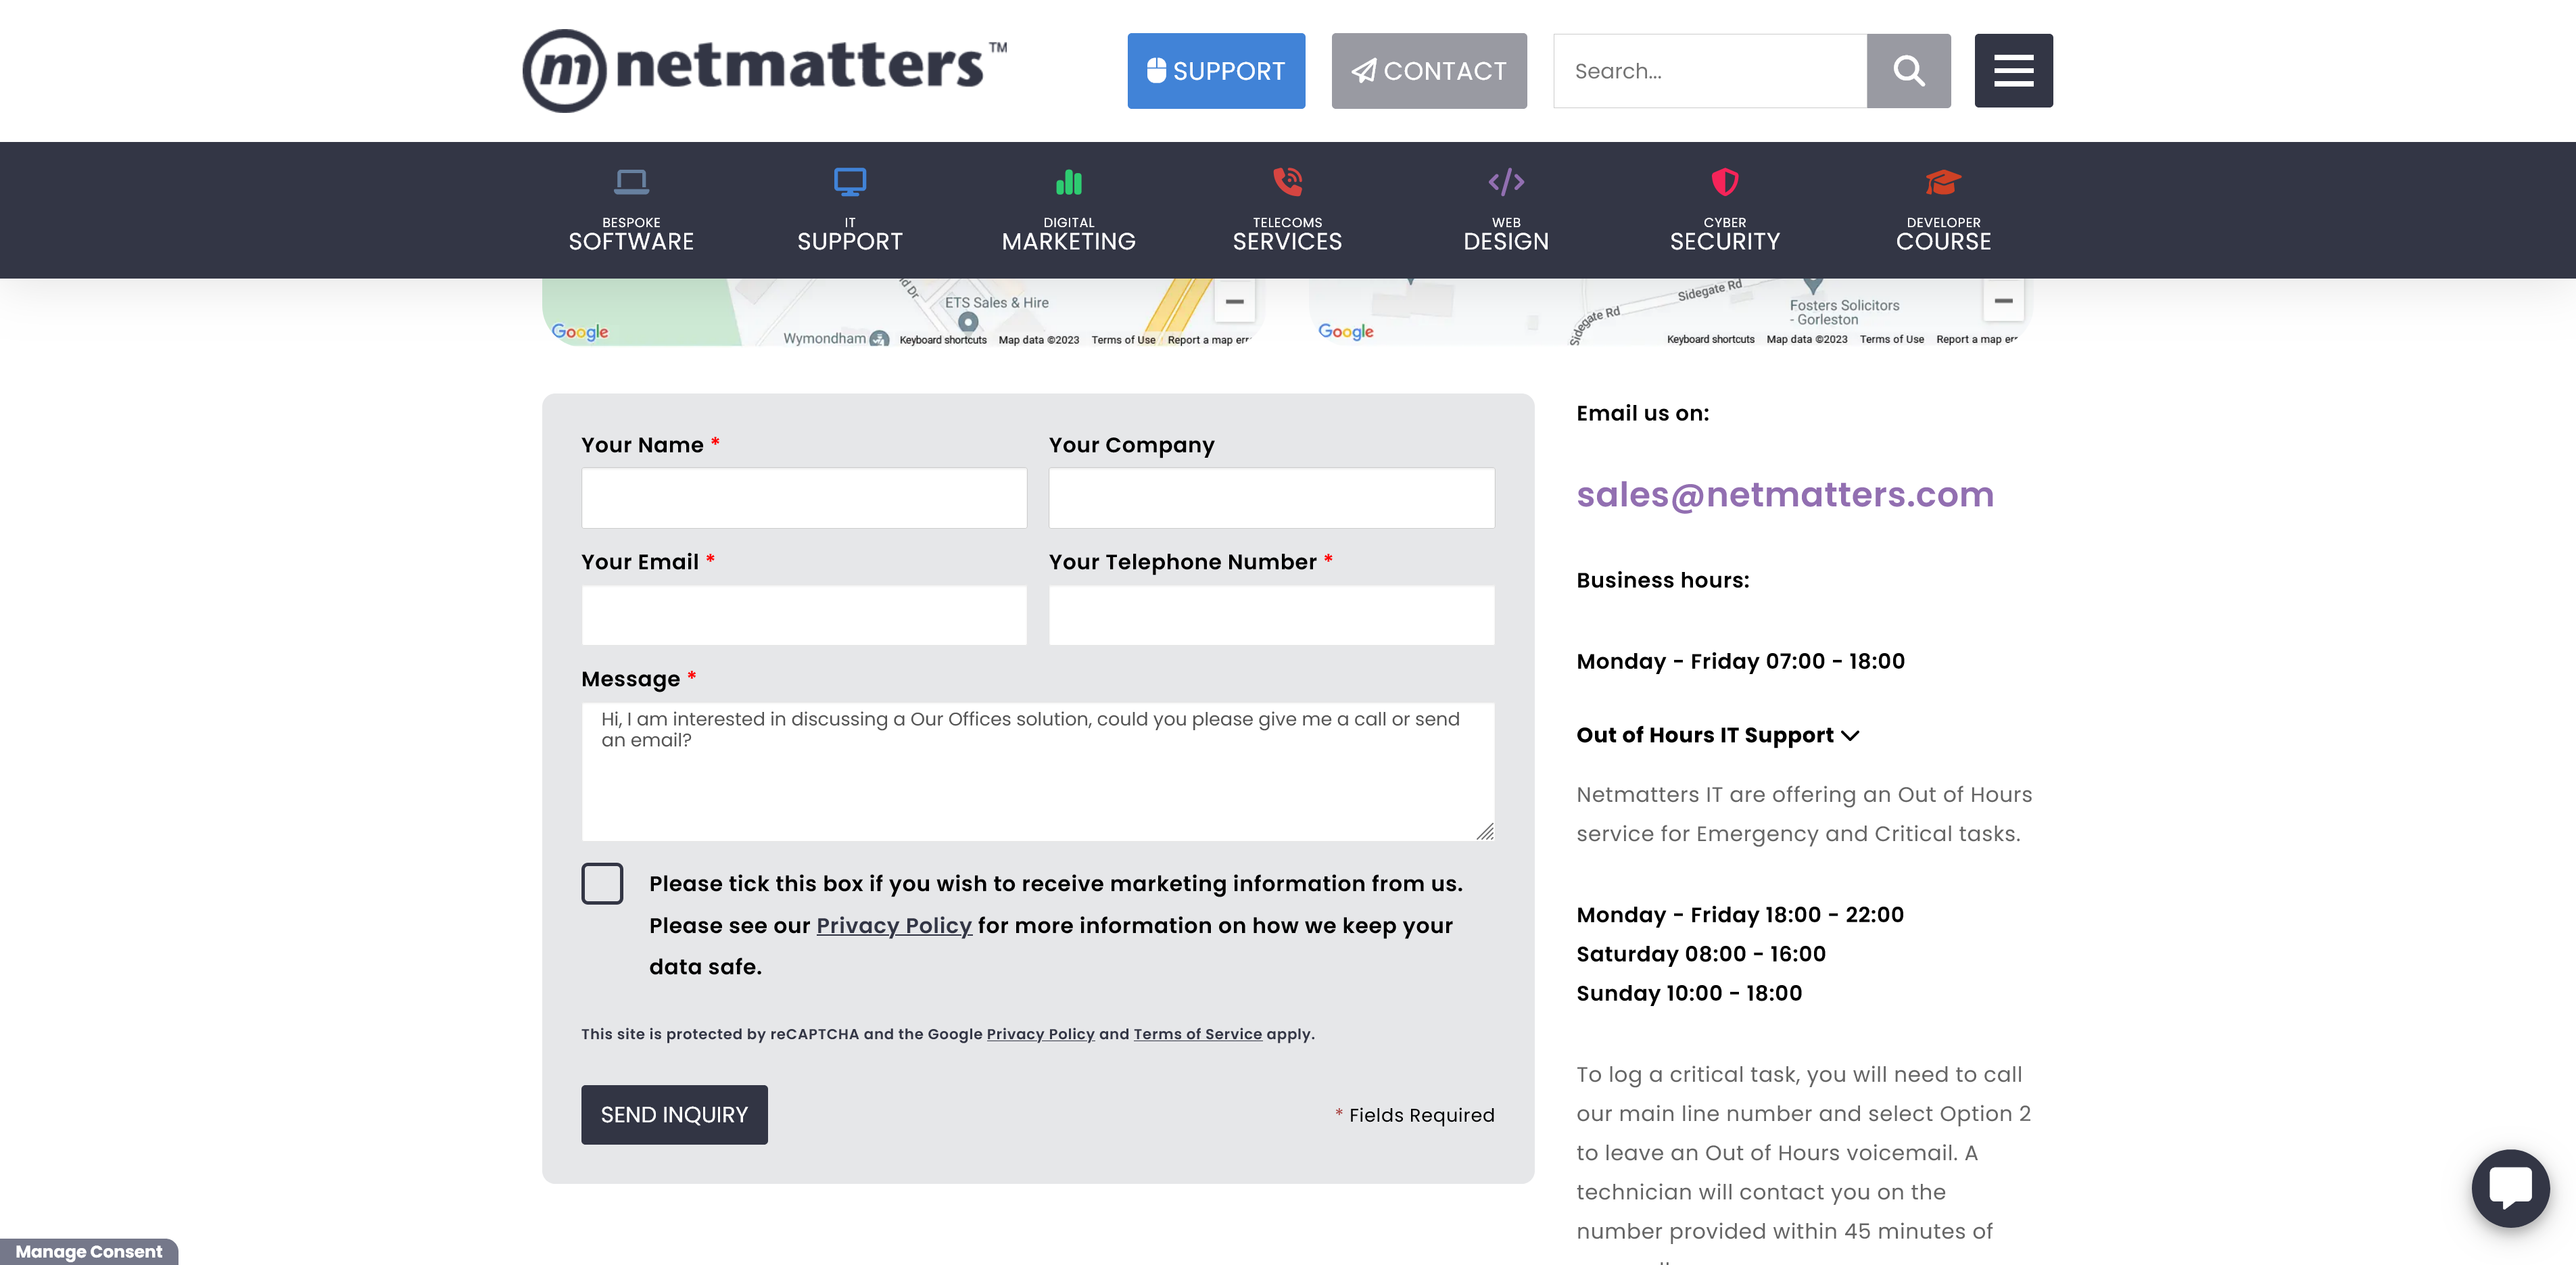 netmatters™
SUPPORT
CONTACT
Search...
BESPOKE
SOFTWARE
IT
SUPPORT
DIGITAL
MARKETING
TELECOMS
SERVICES
WEB
DESIGN
CYBER
SECURITY
DEVELOPER
COURSE
ETS Sales & Hire
Wymondham
Google
Keyboard shortcuts Map data ©2023 Terms of Use Report a map
Sidegate Rd
Sidegate Rd
Fosters Solicitors
- Gorleston
Google
Keyboard shortcuts Map data ©2023 Terms of Use Report a map
Your Name *
Your Company
Your Email *
Your Telephone Number *
Message *
Hi, I am interested in discussing a Our Offices solution, could you please give me a call or send
an email?
Please tick this box if you wish to receive marketing information from us.
Please see our Privacy Policy for more information on how we keep your
data safe.
This site is protected by reCAPTCHA and the Google Privacy Policy and Terms of Service apply.
SEND INQUIRY
* Fields Required
Email us on:
sales@netmatters.com
Business hours:
Monday - Friday 07:00 - 18:00
Out of Hours IT Support
Netmatters IT are offering an Out of Hours
service for Emergency and Critical tasks.
Monday - Friday 18:00 - 22:00
Saturday 08:00 - 16:00
Sunday 10:00 - 18:00
To log a critical task, you will need to call
our main line number and select Option 2
to leave an Out of Hours voicemail. A
technician will contact you on the
number provided within 45 minutes of
Manage Consent